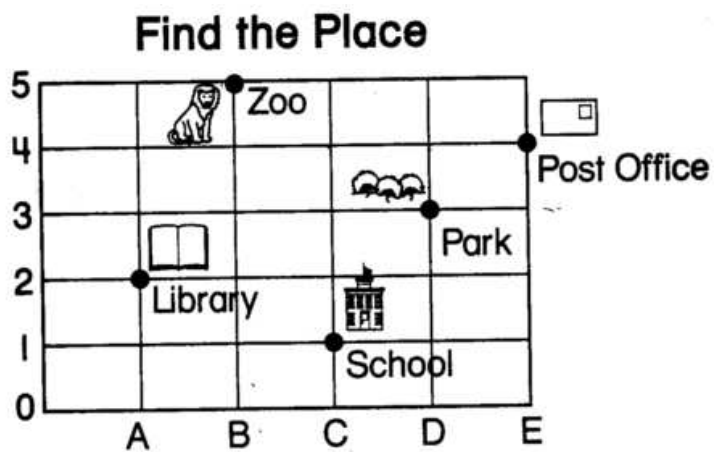 Find the Place
5
Zoo
4
Post Office
3
Park
2
Library
1
School
0
A B C D E